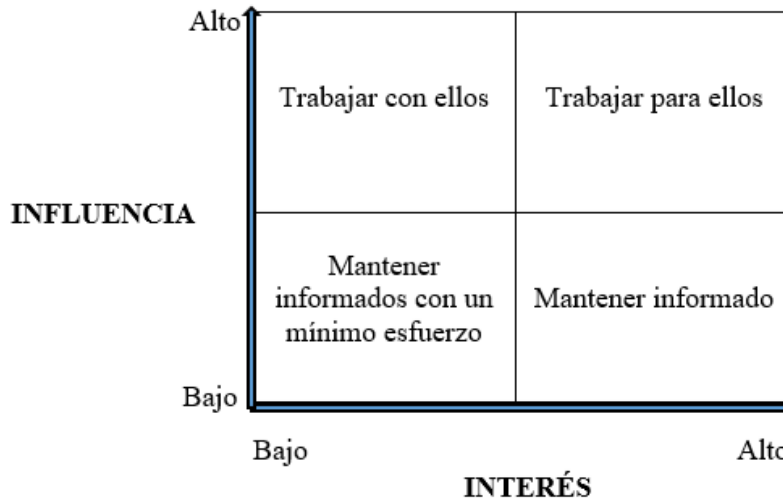 Alto
Trabajar con ellos
Trabajar para ellos
INFLUENCIA
Mantener
informados con un
mínimo esfuerzo
Mantener informado
Bajo
Bajo
Alto
INTERÉS